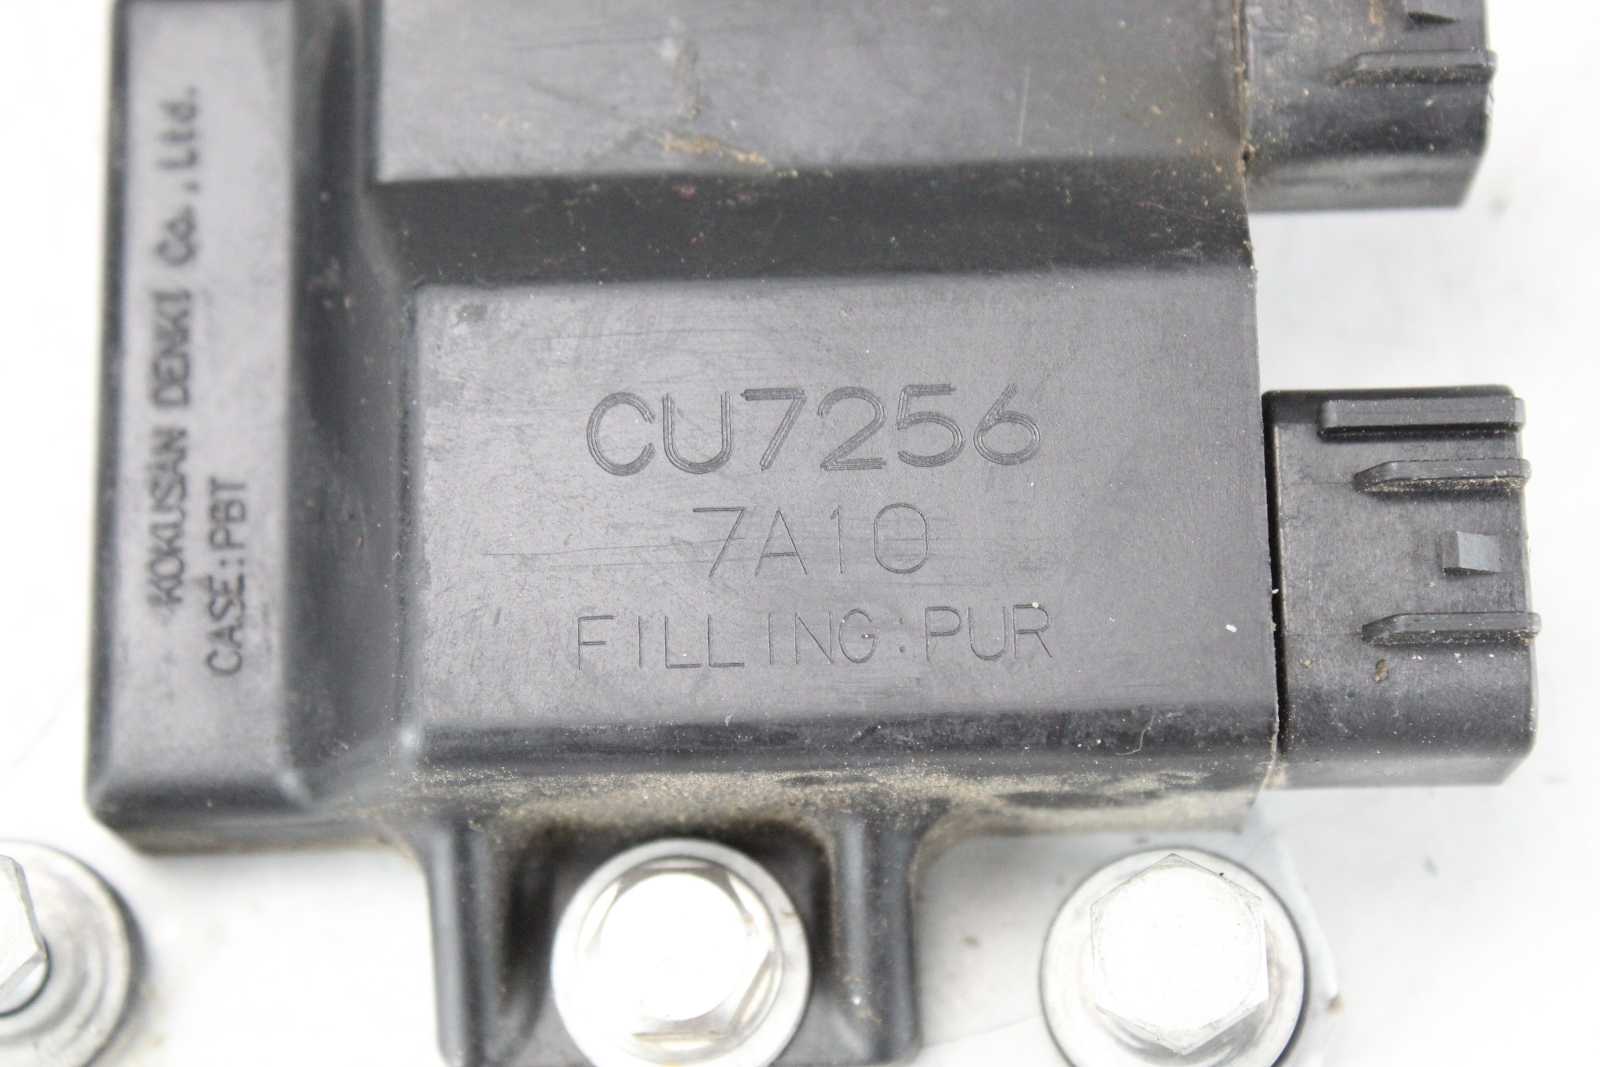 KOKUSAN DENKI Co.,Ltd.
CASE:PBT
CU7256
7A10
FILLING:PUR